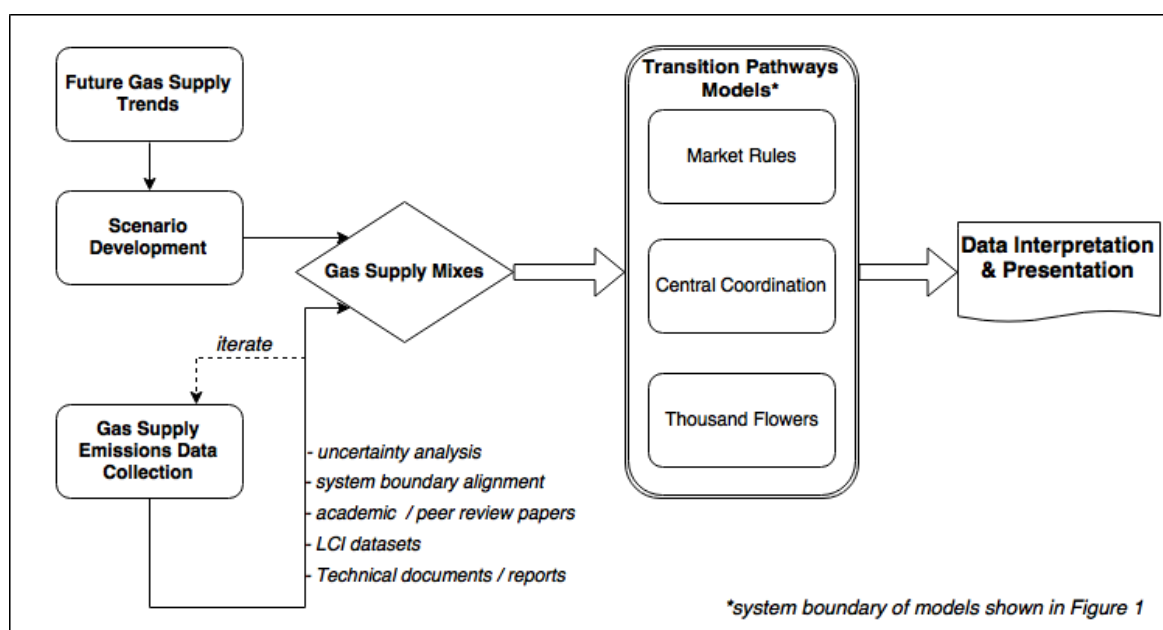 Future Gas Supply
Trends
Scenario
Development
Gas Supply Mixes
iterate
Gas Supply
Emissions Data
Collection
- uncertainty analysis
- system boundary alignment
- academic / peer review papers
- LCI datasets
- Technical documents / reports
Transition Pathways
Models*
Market Rules
Central Coordination
Thousand Flowers
Data Interpretation
& Presentation
*system boundary of models shown in Figure 1